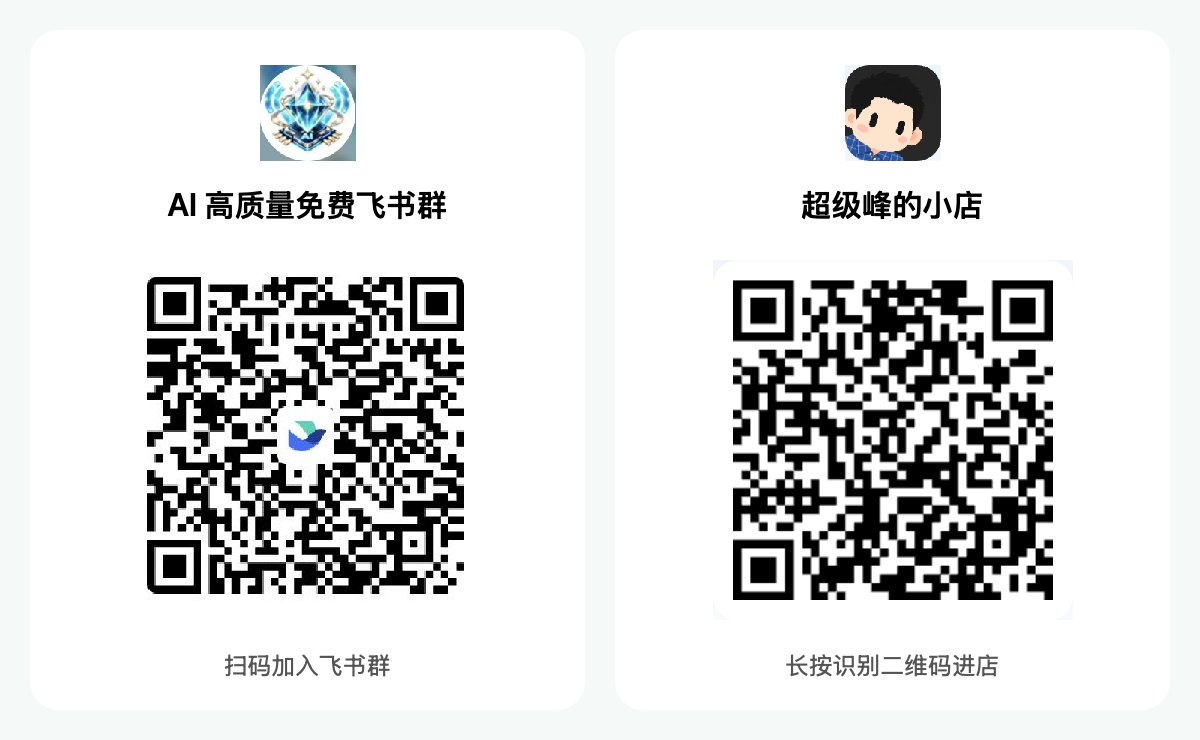 AI 高质量免费飞书群
扫码加入飞书群
超级峰的小店
长按识别二维码进店